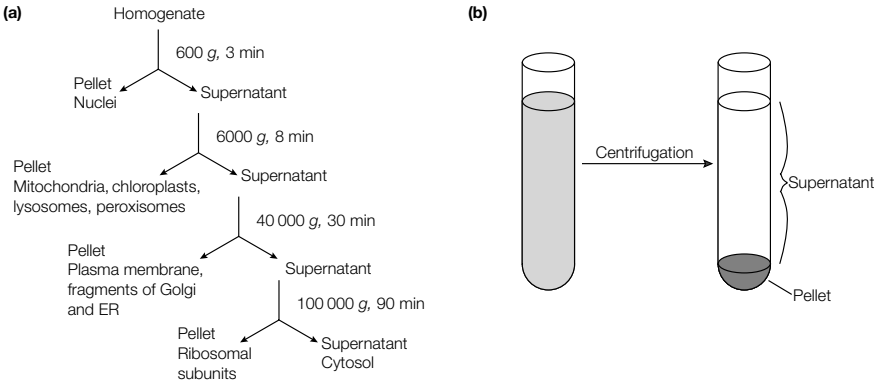 (a)
Homogenate
600 g, 3 min
Pellet
Nuclei
Supernatant
6000 g, 8 min
Pellet
Mitochondria, chloroplasts,
lysosomes, peroxisomes
Supernatant
40 000 g, 30 min
Pellet
Plasma membrane,
fragments of Golgi
and ER
Supernatant
100 000 g, 90 min
Pellet
Ribosomal
subunits
Supernatant
Cytosol
(b)
Centrifugation
Supernatant
Pellet